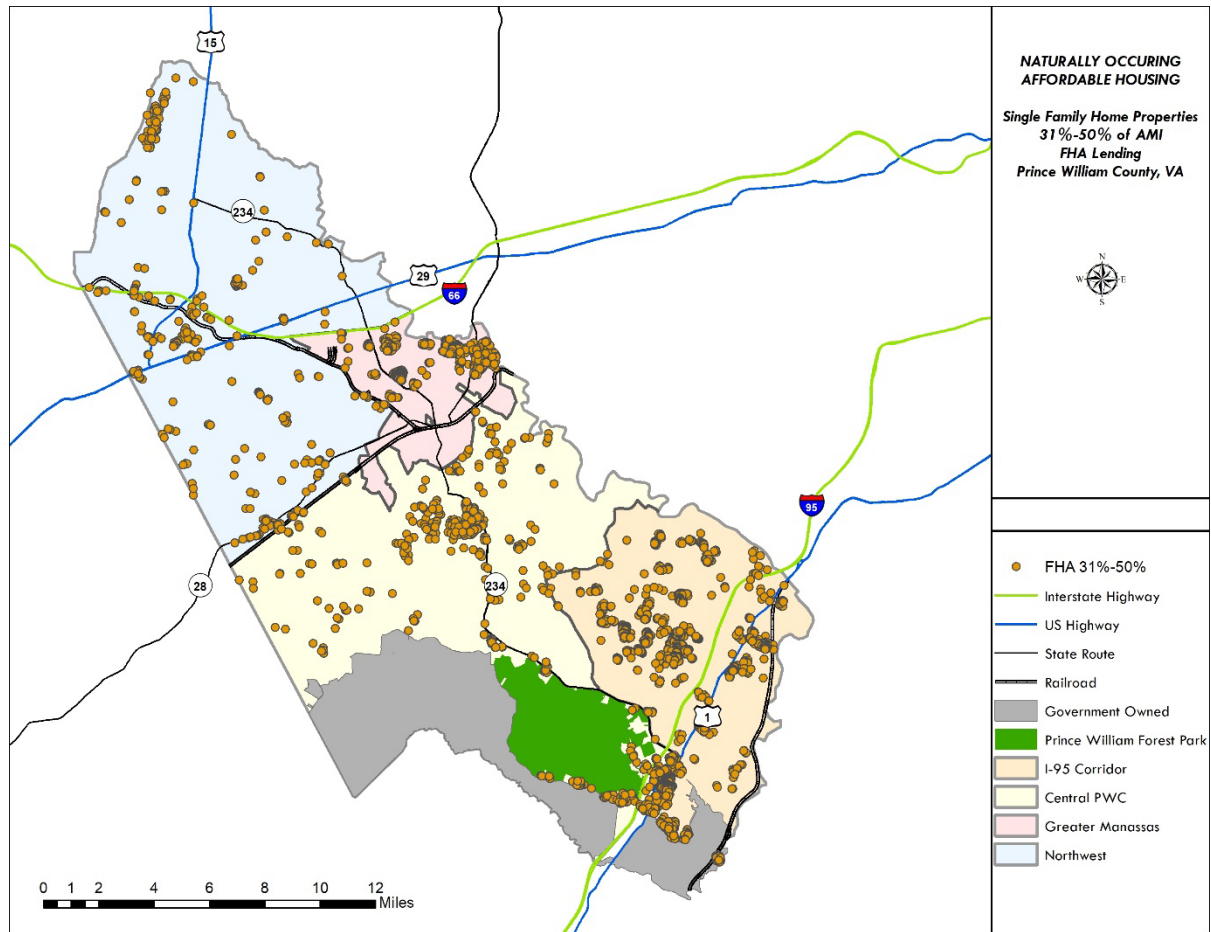 NATURALLY OCCURING
AFFORDABLE HOUSING
Single Family Home Properties
31%-50% of AMI
FHA Lending
Prince William County, VA
N
W E
S
15
234
29
66
95
28
234
1
FHA 31%-50%
Interstate Highway
US Highway
State Route
Railroad
Government Owned
Prince William Forest Park
I-95 Corridor
Central PWC
Greater Manassas
Northwest
0 1 2 4 6 8 10 12
Miles